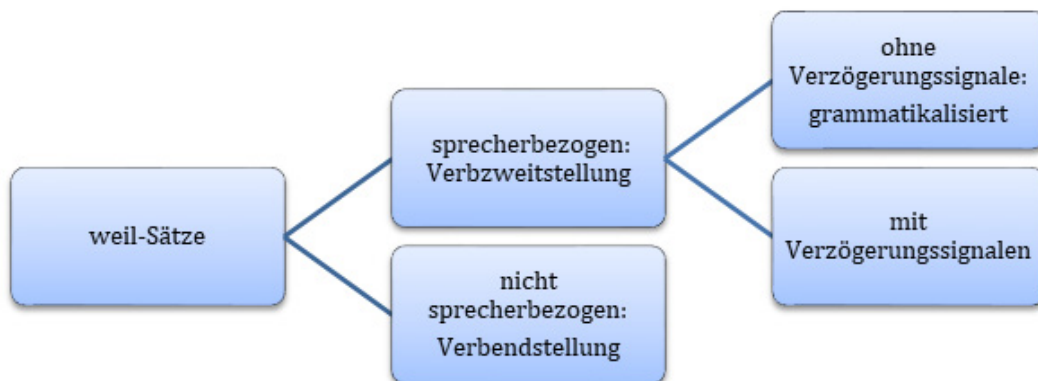 weil-Sätze
sprecherbezogen:
Verbzweitstellung
nicht
sprecherbezogen:
Verbendstellung
ohne
Verzögerungssignale:
grammatikalisiert
mit
Verzögerungssignalen